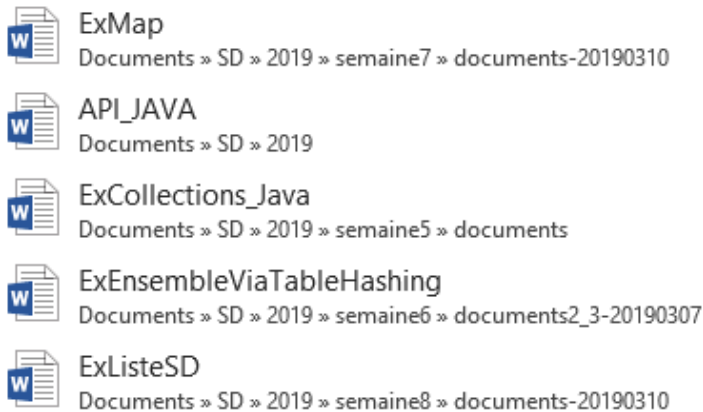 ExMap
Documents » SD » 2019 » semaine7 » documents-20190310
API_JAVA
Documents » SD » 2019
ExCollections_Java
Documents » SD » 2019 » semaine5 » documents
ExEnsembleViaTableHashing
Documents » SD » 2019 » semaine6 » documents2_3-20190307
ExListeSD
Documents » SD » 2019 » semaine8 » documents-20190310